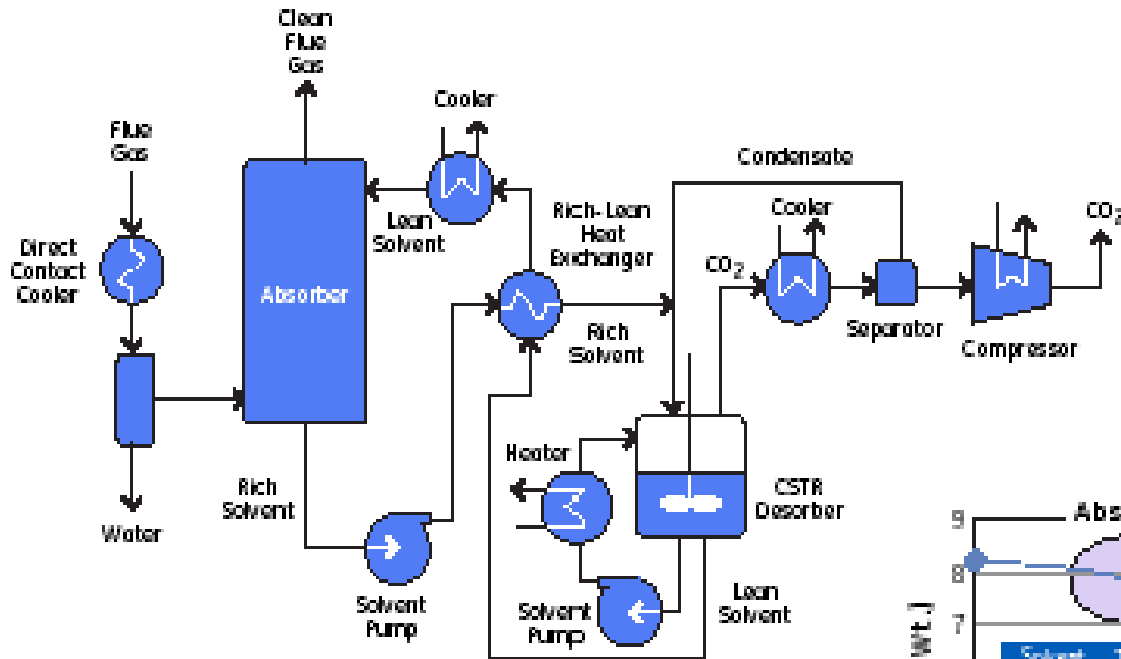 Clean
Flue
Gas
Flue
Gas
Cooler
Condensate
Direct
Contact
Cooler
Absorber
Lean
Solvent
Rich-Lean
Heat
Exchanger
Cooler
CO2
CO2
Rich
Solvent
Separator
Compressor
Heater
CSTR
Desorber
Rich
Solvent
Water
Solvent
Pump
Solvent
Pump
Lean
Solvent
9
8
7
Abs
Wt.)
Solvent